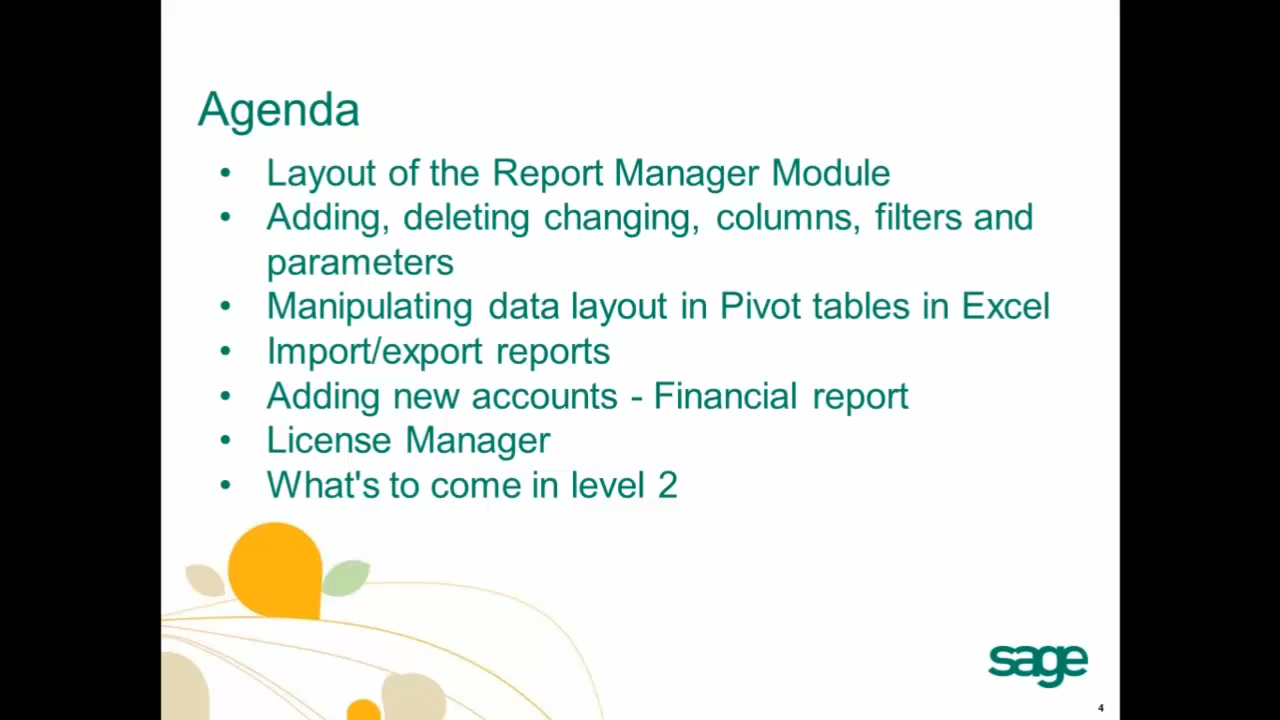 Agenda
• Layout of the Report Manager Module
• Adding, deleting changing, columns, filters and
parameters
• Manipulating data layout in Pivot tables in Excel
• Import/export reports
• Adding new accounts - Financial report
• License Manager
• What's to come in level 2
sage
4